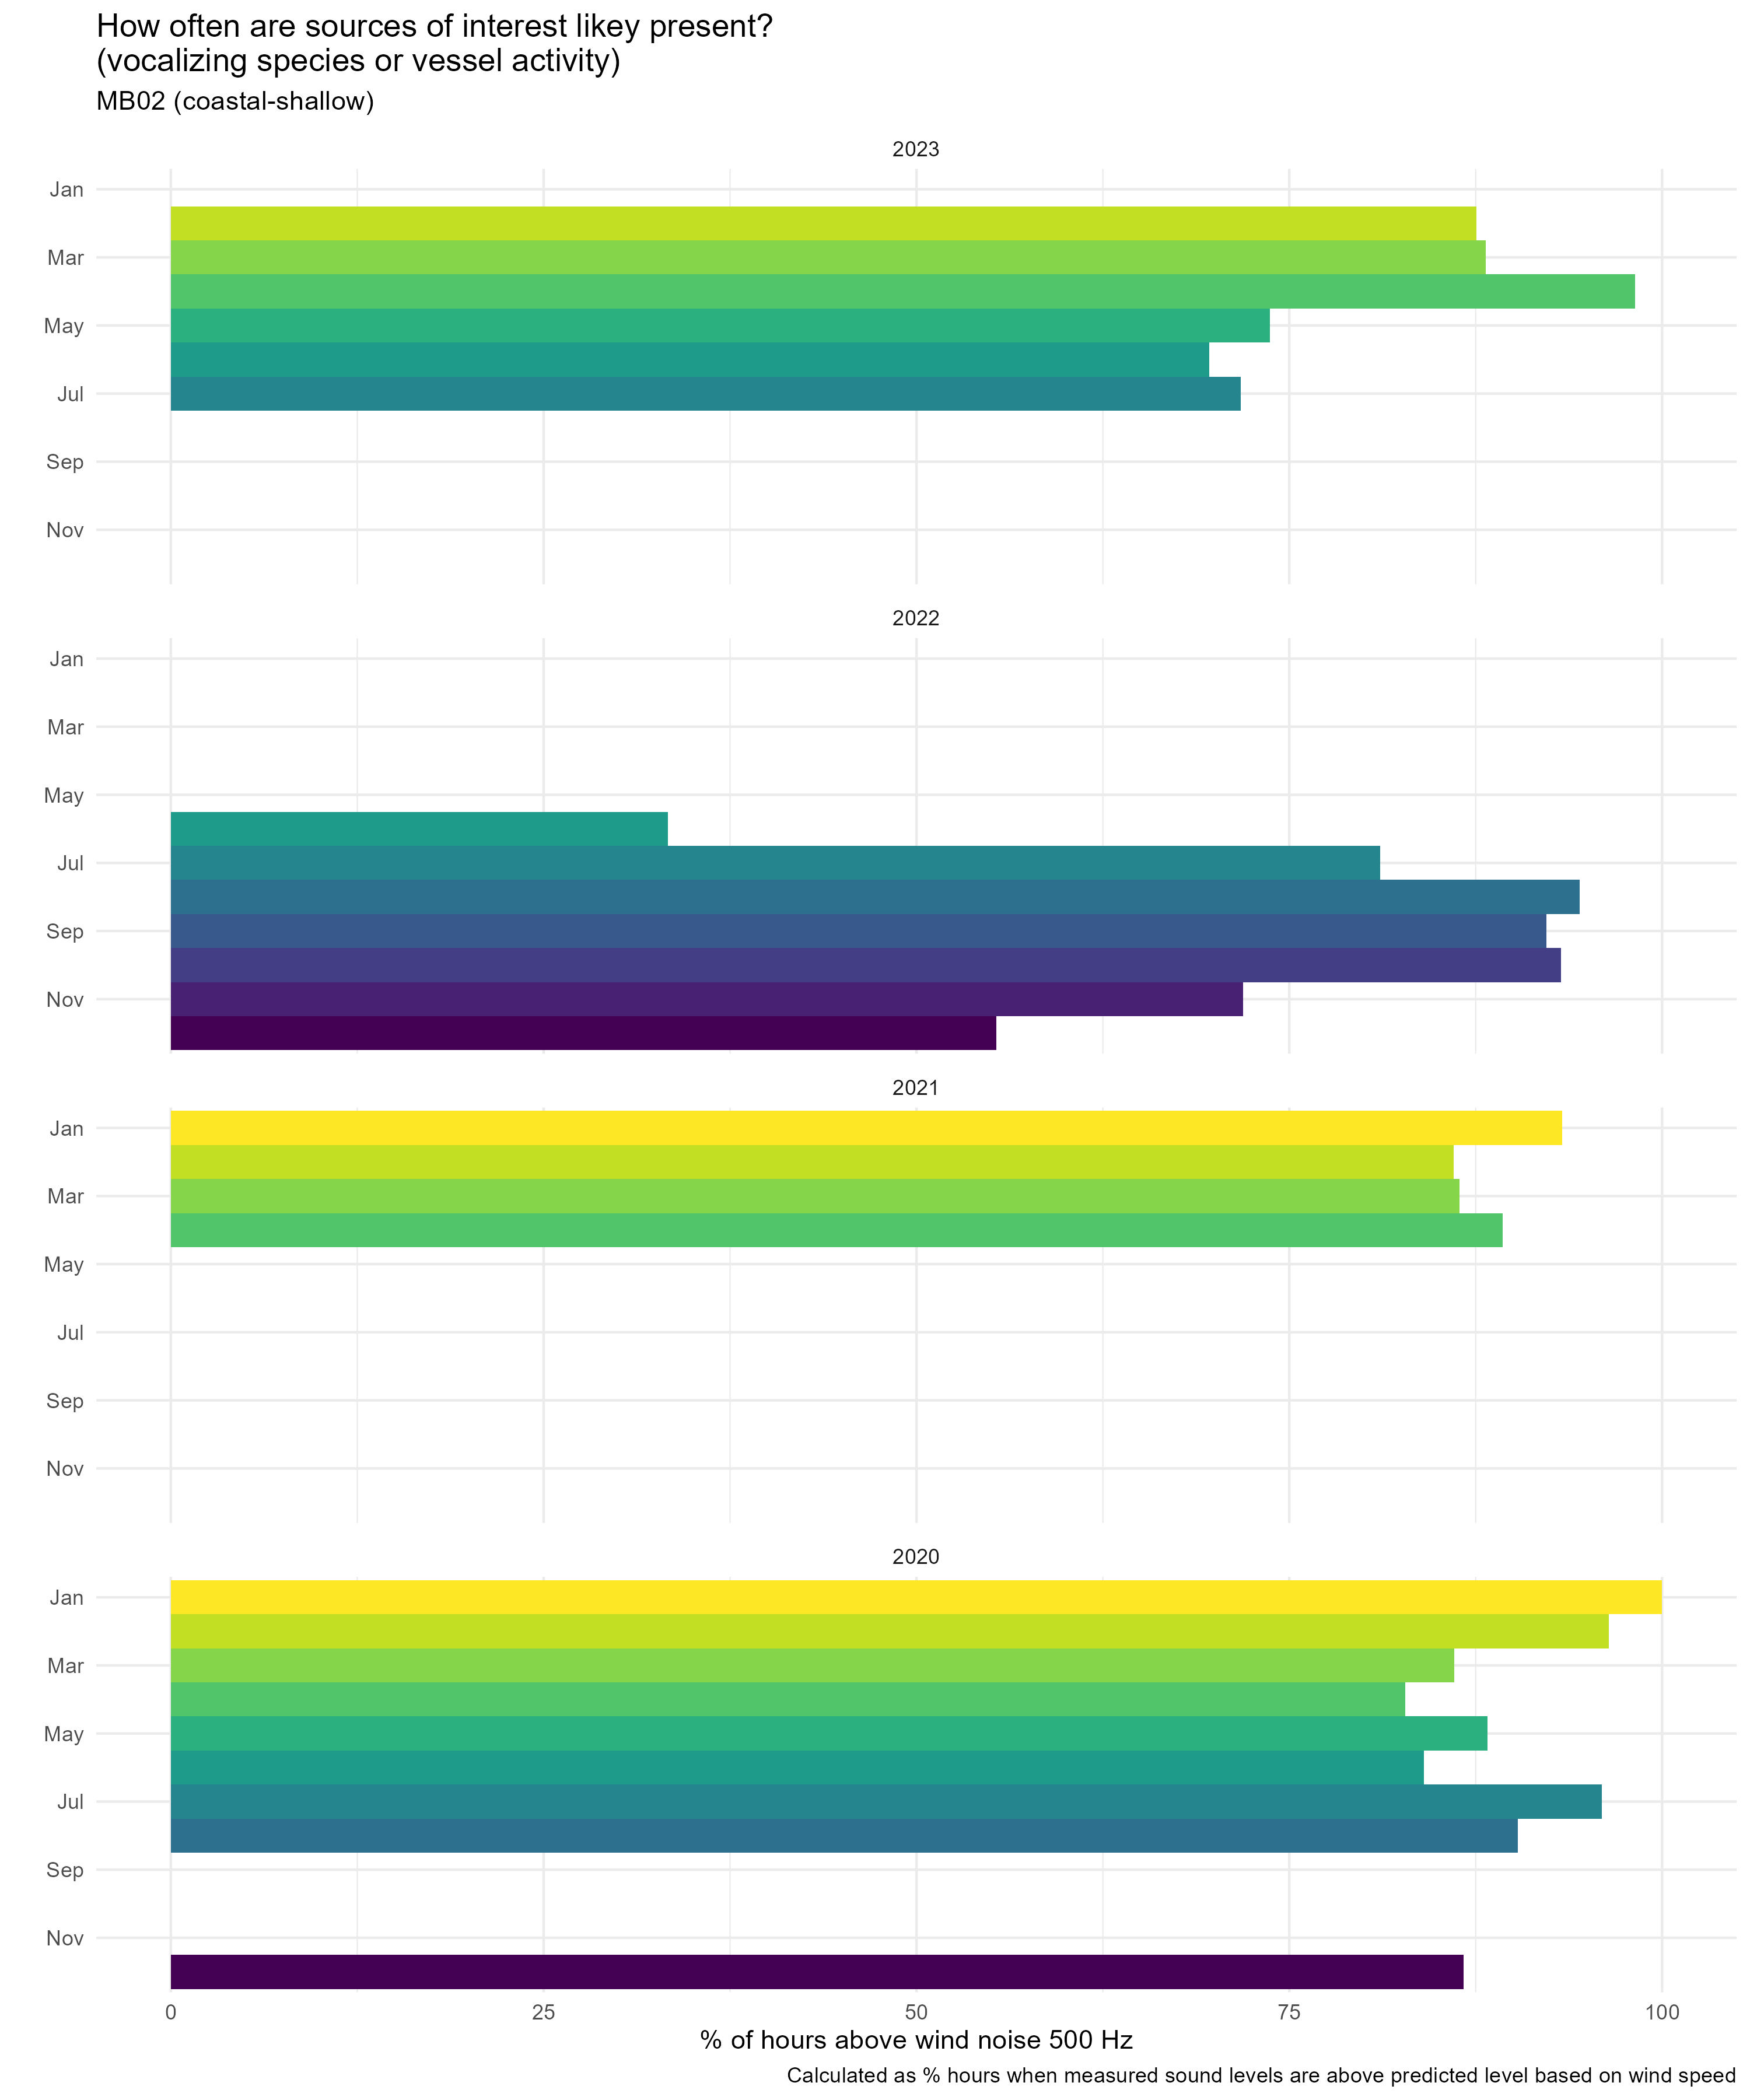 How often are sources of interest likey present?
(vocalizing species or vessel activity)
MB02 (coastal-shallow)
2023
Jan
Mar
May
Jul
Sep
Nov
2022
Jan
Mar
May
Jul
Sep
Nov
2021
Jan
Mar
May
Jul
Sep
Nov
2020
Jan
Mar
May
Jul
Sep
Nov
0 25 50 75 100
% of hours above wind noise 500 Hz
Calculated as % hours when measured sound levels are above predicted level based on wind speed